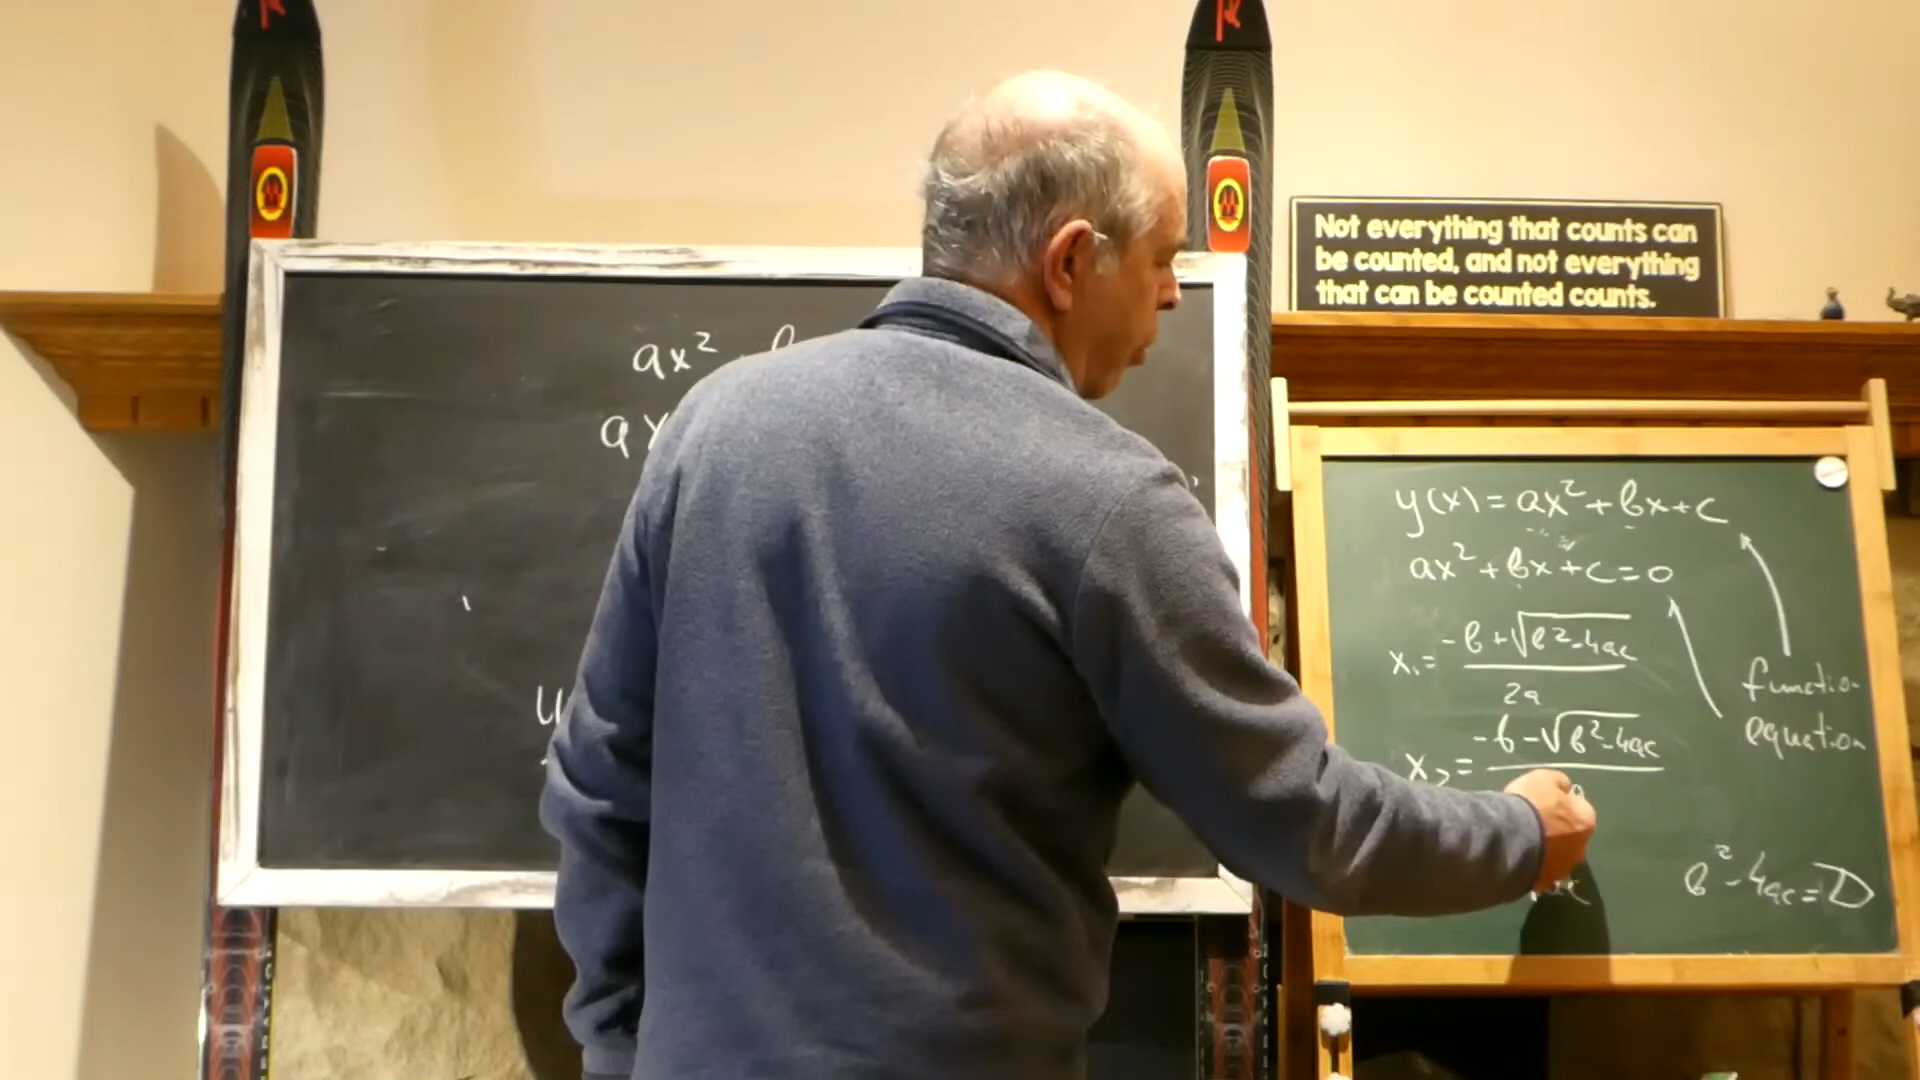 Not everything that counts can
be counted, and not everything
that can be counted counts.
ax²
ax
y(x) = ax² + bx + c
ax² + bx + c = 0
x₁ = (-b + √(b² - 4ac)) / 2a
x₂ = -b - √(b² - 4ac)
function
equation
b² - 4ac = D